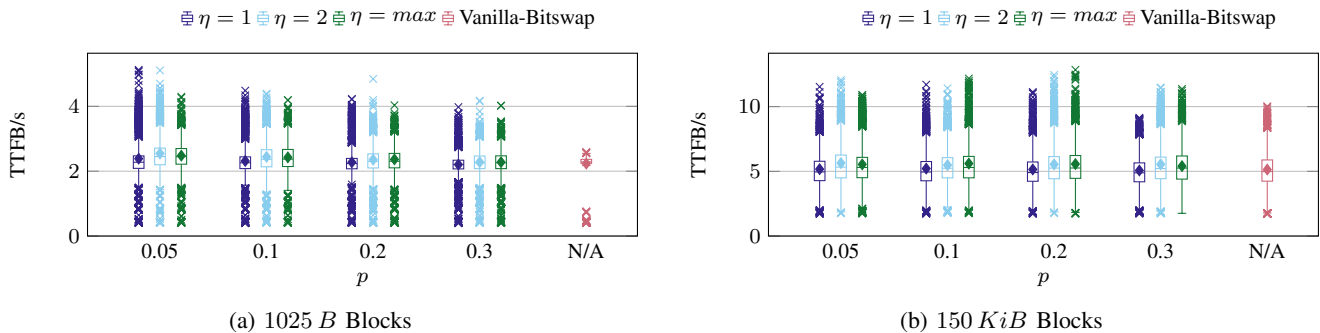 η = 1 η = 2 η = max Vanilla-Bitswap
TTFB/s
4
2
0
0.05 0.1 0.2 0.3 N/A
p
(a) 1025 B Blocks
η = 1 η = 2 η = max Vanilla-Bitswap
TTFB/s
10
5
0
0.05 0.1 0.2 0.3 N/A
p
(b) 150 KiB Blocks